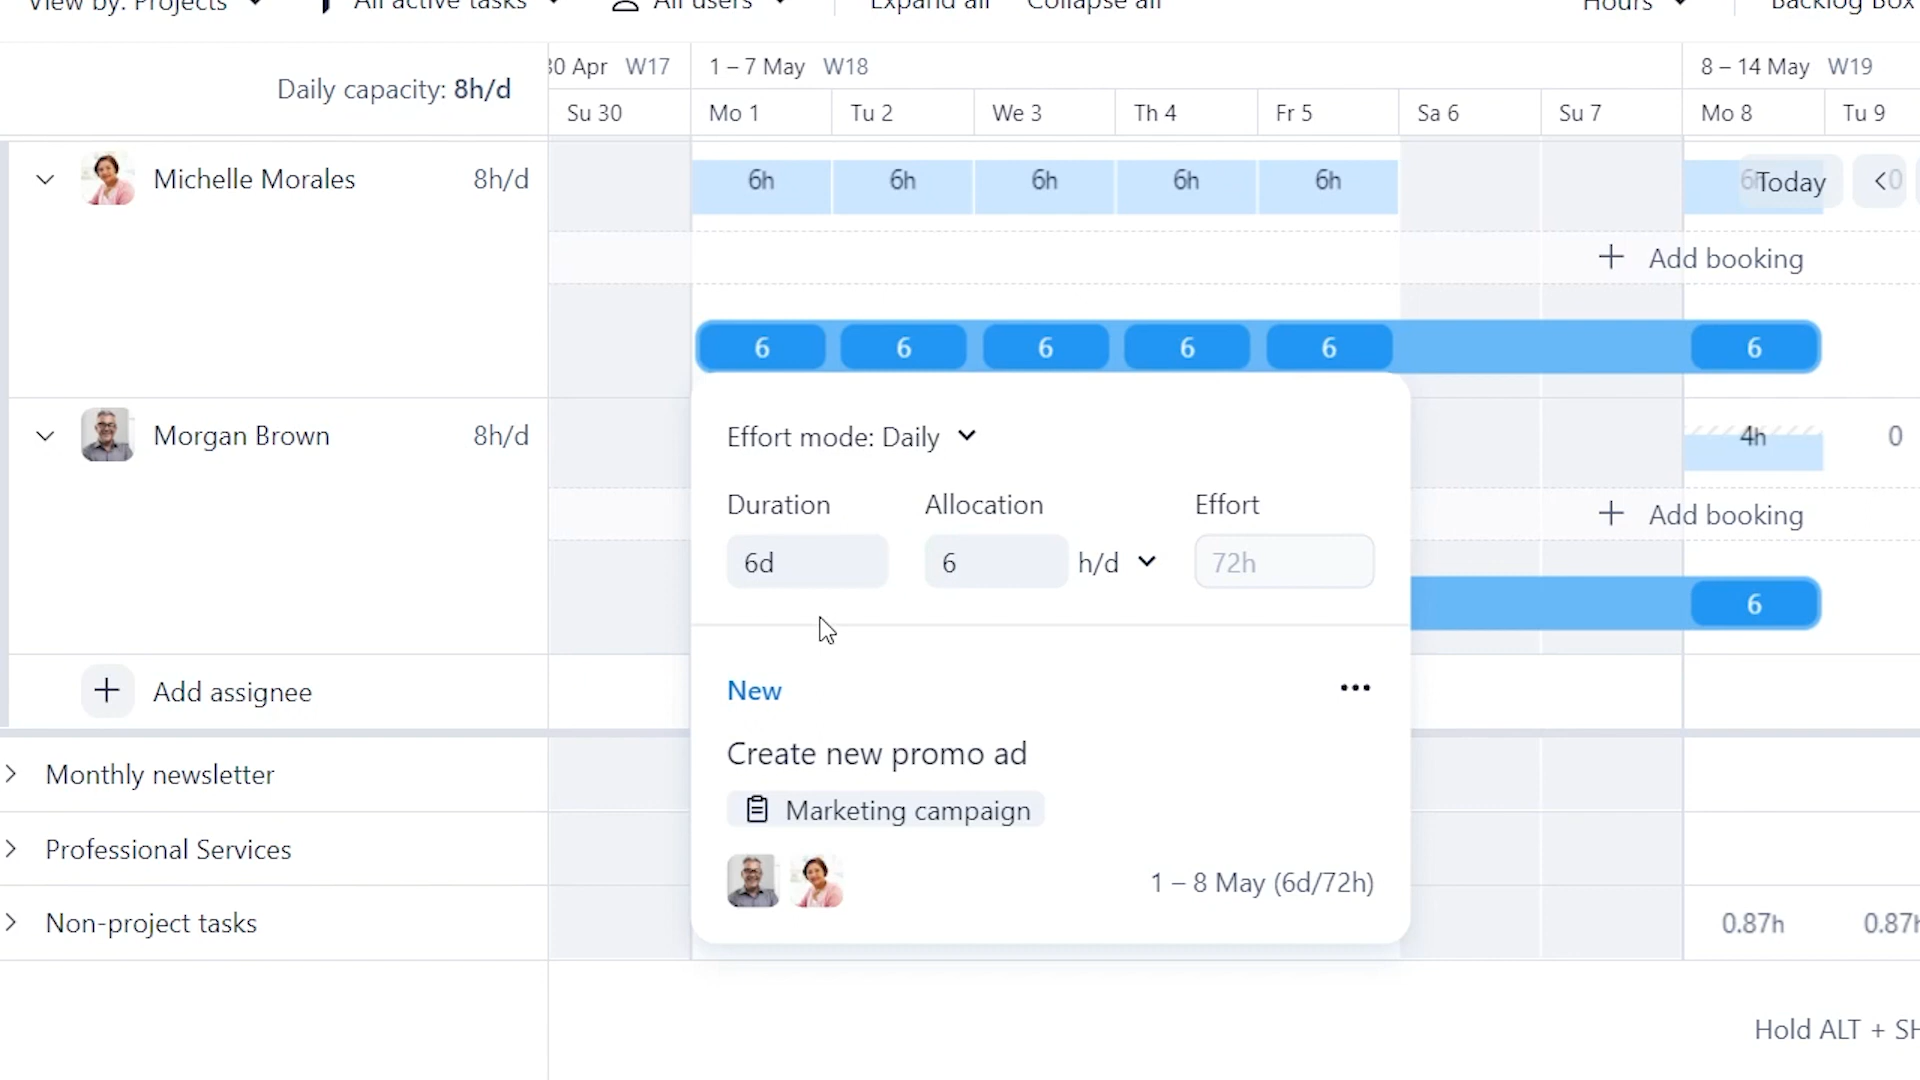 View by: Projects
All active tasks
All users
Expand all
Collapse all
Hours
Backlog Box
Daily capacity: 8h/d
30 Apr W17
1 – 7 May W18
8 – 14 May W19
Su 30
Mo 1
Tu 2
We 3
Th 4
Fr 5
Sa 6
Su 7
Mo 8
Tu 9
Michelle Morales 8h/d
6h
6h
6h
6h
6h
6h
Today
0
Add booking
6
6
6
6
6
6
Morgan Brown 8h/d
4h
0
Effort mode: Daily
Add booking
Duration
Allocation
Effort
6d
6
h/d
72h
6
Add assignee
New
Create new promo ad
Marketing campaign
1 – 8 May (6d/72h)
Monthly newsletter
Professional Services
Non-project tasks
0.87h
0.87h
Hold ALT + SH